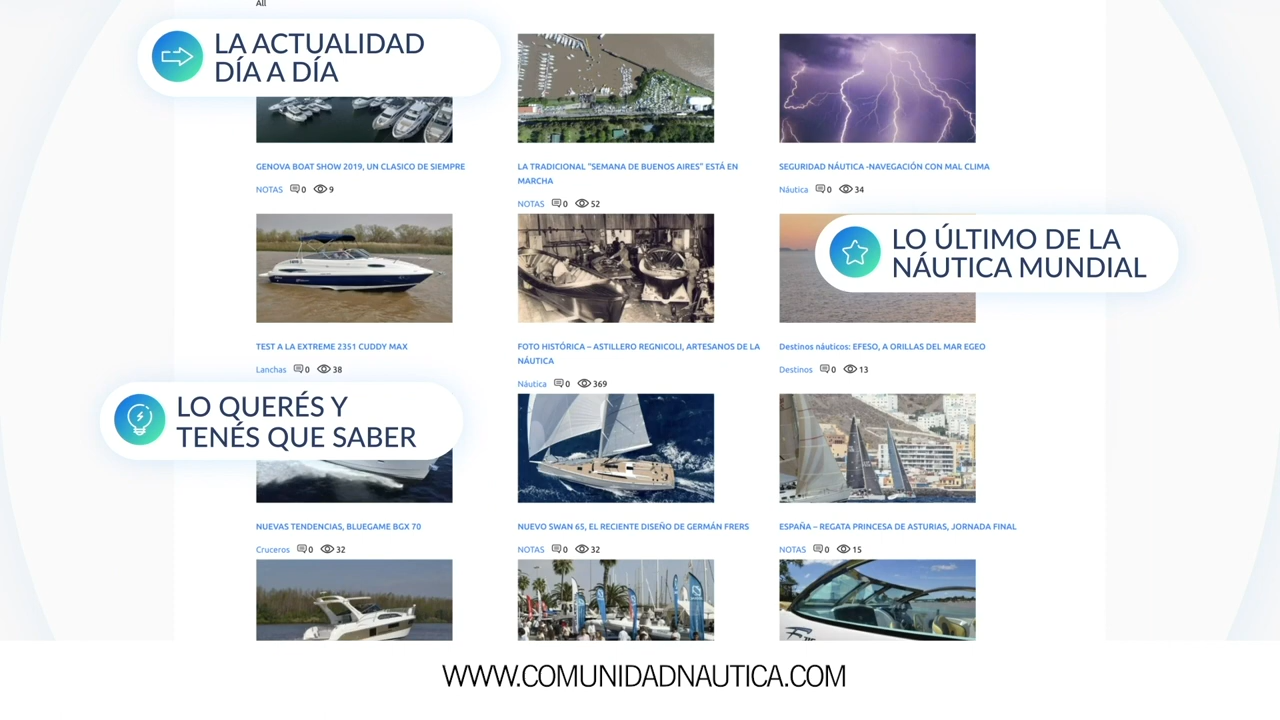 All
LA ACTUALIDAD
DÍA A DÍA
GENOVA BOAT SHOW 2019, UN CLASICO DE SIEMPRE
NOTAS 0 9
LA TRADICIONAL "SEMANA DE BUENOS AIRES" ESTÁ EN
MARCHA
NOTAS 0 52
SEGURIDAD NÁUTICA -NAVEGACIÓN CON MAL CLIMA
Náutica 0 34
LO ÚLTIMO DE LA
NÁUTICA MUNDIAL
TEST A LA EXTREME 2351 CUDDY MAX
Lanchas 0 38
FOTO HISTÓRICA – ASTILLERO REGNICOLI, ARTESANOS DE LA
NÁUTICA
Náutica 0 369
Destinos náuticos: EFESO, A ORILLAS DEL MAR EGEO
Destinos 0 13
LO QUERÉS Y
TENÉS QUE SABER
NUEVAS TENDENCIAS, BLUEGAME BGX 70
Cruceros 0 32
NUEVO SWAN 65, EL RECIENTE DISEÑO DE GERMÁN FRERS
NOTAS 0 32
ESPAÑA – REGATA PRINCESA DE ASTURIAS, JORNADA FINAL
NOTAS 0 15
WWW.COMUNIDADNAUTICA.COM